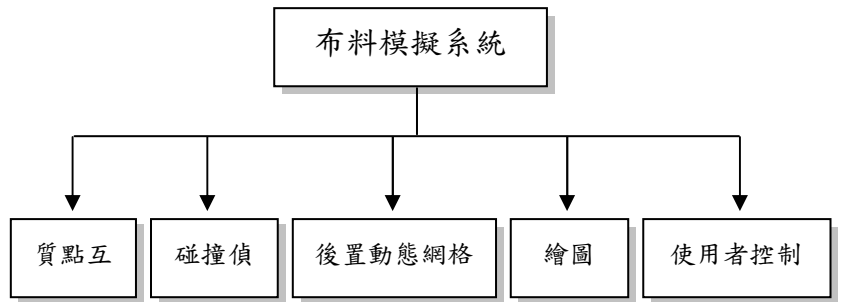 布料模擬系統
質點互
碰撞偵
後置動態網格
繪圖
使用者控制